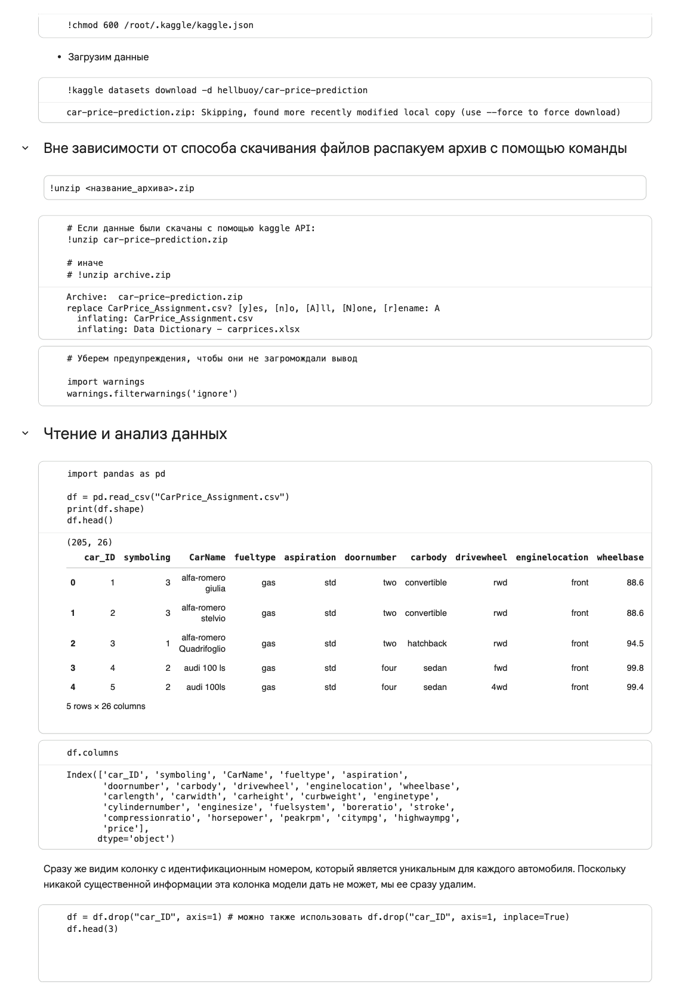 !chmod 600 /root/.kaggle/kaggle.json
• Загрузим данные
!kaggle datasets download -d hellbuoy/car-price-prediction
car-price-prediction.zip: Skipping, found more recently modified local copy (use --force to force download)
Вне зависимости от способа скачивания файлов распакуем архив с помощью команды
!unzip <название_архива>.zip
# Если данные были скачаны с помощью kaggle API:
!unzip car-price-prediction.zip
# иначе
# !unzip archive.zip
Archive:  car-price-prediction.zip
replace CarPrice_Assignment.csv? [y]es, [n]o, [A]ll, [N]one, [r]ename: A
  inflating: CarPrice_Assignment.csv
  inflating: Data Dictionary - carprices.xlsx
# Уберем предупреждения, чтобы они не загромождали вывод
import warnings
warnings.filterwarnings('ignore')
Чтение и анализ данных
import pandas as pd
df = pd.read_csv("CarPrice_Assignment.csv")
print(df.shape)
df.head()
(205, 26)
car_ID symboling CarName fueltype aspiration doornumber carbody drivewheel enginelocation wheelbase
0 1 3 alfa-romero giulia gas std two convertible rwd front 88.6
1 2 3 alfa-romero stelvio gas std two convertible rwd front 88.6
2 3 1 alfa-romero Quadrifoglio gas std two hatchback rwd front 94.5
3 4 2 audi 100 ls gas std four sedan fwd front 99.8
4 5 2 audi 100ls gas std four sedan 4wd front 99.4
5 rows × 26 columns
df.columns
Index(['car_ID', 'symboling', 'CarName', 'fueltype', 'aspiration',
       'doornumber', 'carbody', 'drivewheel', 'enginelocation', 'wheelbase',
       'carlength', 'carwidth', 'carheight', 'curbweight', 'enginetype',
       'cylindernumber', 'enginesize', 'fuelsystem', 'boreratio', 'stroke',
       'compressionratio', 'horsepower', 'peakrpm', 'citympg', 'highwaympg',
       'price'],
      dtype='object')
Сразу же видим колонку с идентификационным номером, который является уникальным для каждого автомобиля. Поскольку
никакой существенной информации эта колонка модели дать не может, мы ее сразу удалим.
df = df.drop("car_ID", axis=1) # можно также использовать df.drop("car_ID", axis=1, inplace=True)
df.head(3)